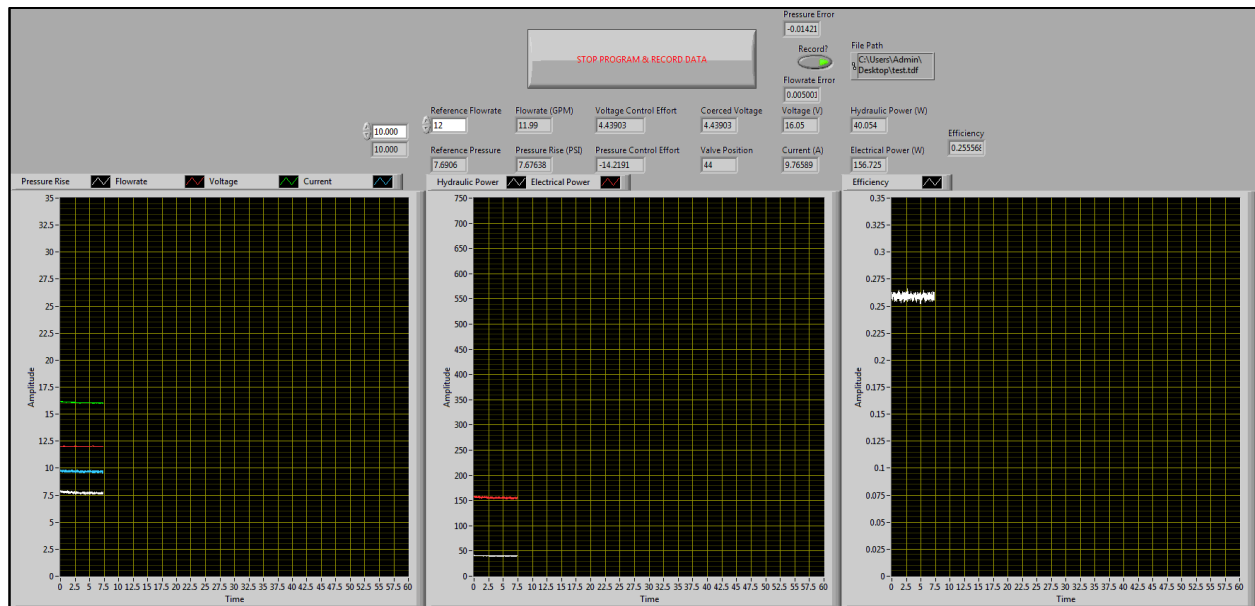 Pressure Error
-0.01421
STOP PROGRAM & RECORD DATA
Record?
File Path
C:\Users\Admin\
Desktop\test.tdf
Flowrate Error
0.005001
Reference Flowrate Flowrate (GPM) Voltage Control Effort Coerced Voltage Voltage (V) Hydraulic Power (W)
10.000 12 11.99 4.43903 4.43903 16.05 40.054
Efficiency
0.255568
10.000
Reference Pressure Pressure Rise (PSI) Pressure Control Effort Valve Position Current (A) Electrical Power (W)
7.6906 7.67638 -14.2191 44 9.76589 156.725
Pressure Rise Flowrate Voltage Current
35
32.5
30
27.5
25
22.5
20
17.5
15
12.5
10
7.5
5
2.5
0
Amplitude
0 2.5 5 7.5 10 12.5 15 17.5 20 22.5 25 27.5 30 32.5 35 37.5 40 42.5 45 47.5 50 52.5 55 57.5 60
Time
Hydraulic Power Electrical Power
750
700
650
600
550
500
450
400
350
300
250
200
150
100
50
0
Amplitude
0 2.5 5 7.5 10 12.5 15 17.5 20 22.5 25 27.5 30 32.5 35 37.5 40 42.5 45 47.5 50 52.5 55 57.5 60
Time
Efficiency
0.35
0.325
0.3
0.275
0.25
0.225
0.2
0.175
0.15
0.125
0.1
0.075
0.05
0.025
0
Amplitude
0 2.5 5 7.5 10 12.5 15 17.5 20 22.5 25 27.5 30 32.5 35 37.5 40 42.5 45 47.5 50 52.5 55 57.5 60
Time